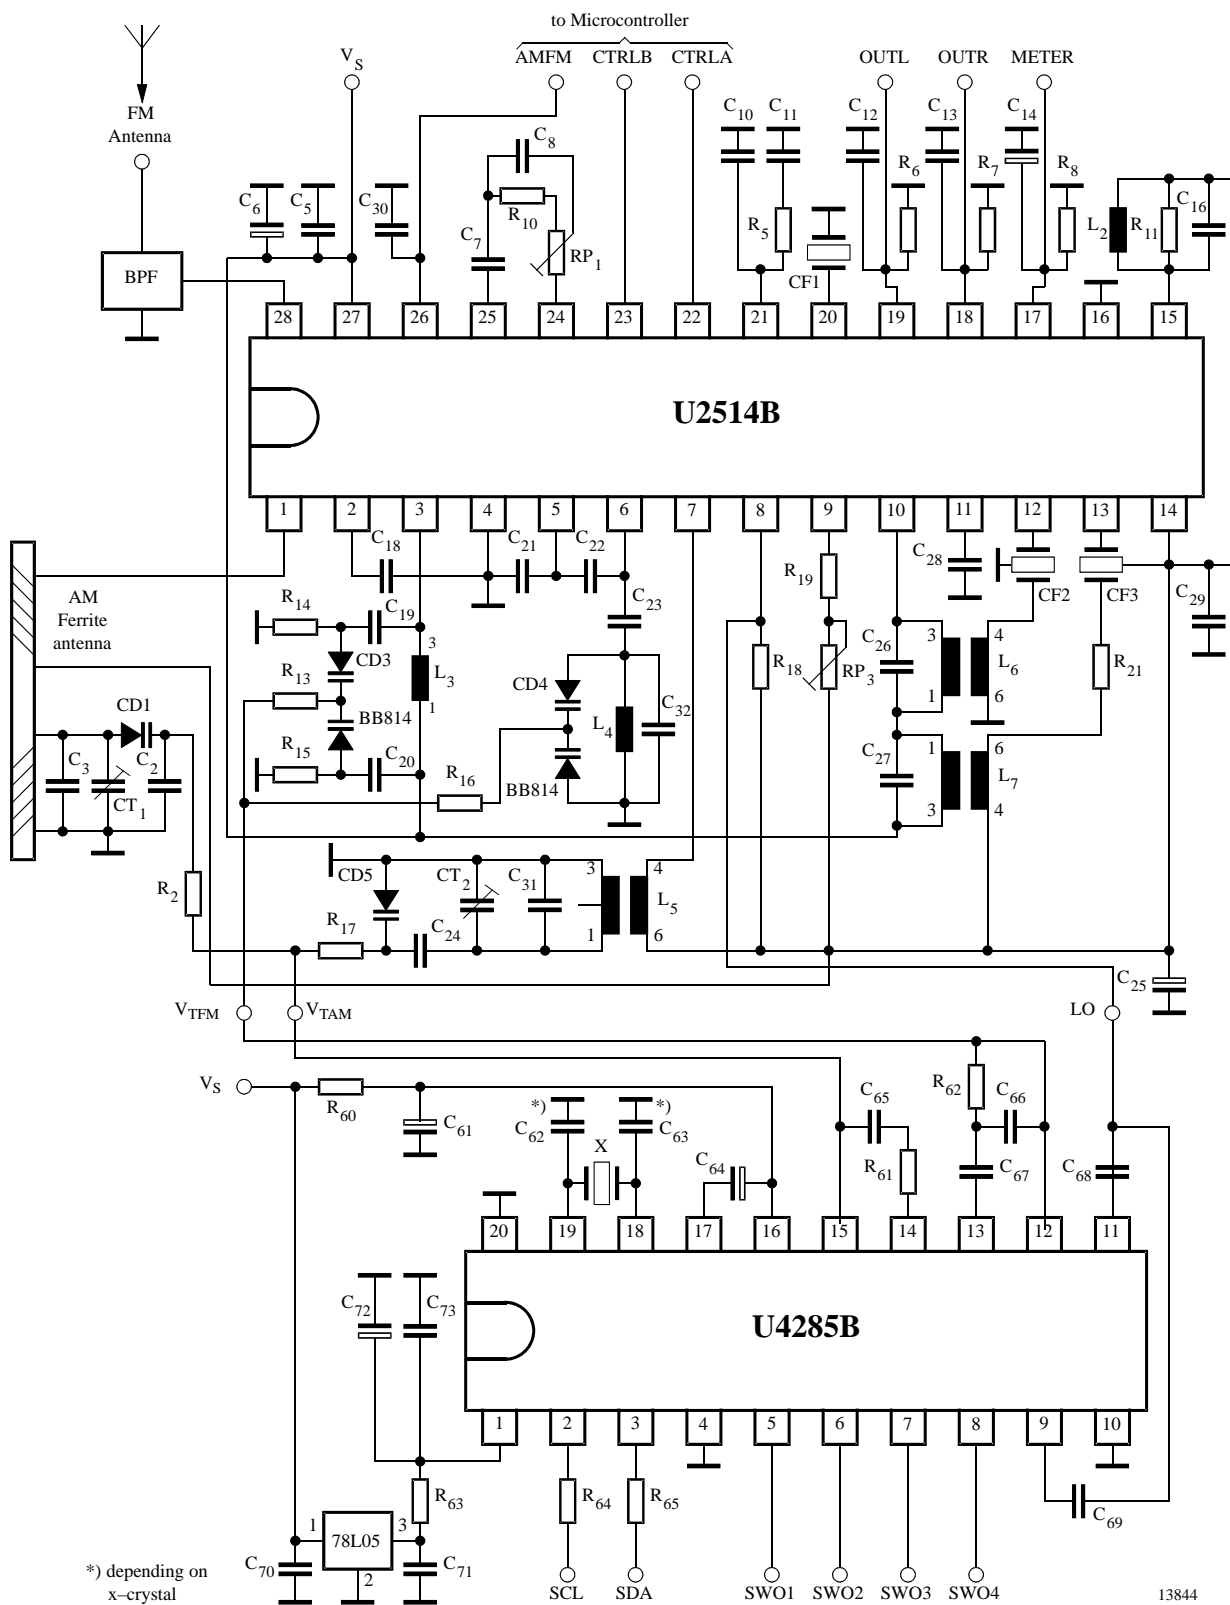 to Microcontroller
VS AMFM CTRLB CTRLA OUTL OUTR METER
FM
Antenna
C10 C11 C12 C13 C14
C8
C6 C5 C30 R10 C7 RP1 R5 CF1 R6 R7 R8 L2 R11 C16
BPF
28 27 26 25 24 23 22 21 20 19 18 17 16 15
U2514B
1 2 3 4 5 6 7 8 9 10 11 12 13 14
C18 C21 C22 R19 C28
AM
Ferrite
antenna
R14 C19 C23 CF2 CF3 C29
CD3 3 L3 1 R18 RP3 C26 3 4 L6 R21
R13 CD4 L4 C32 1 6
CD1 BB814
C3 CT1 C2 R15 C20 R16 BB814 C27 1 6 L7
3 4
R2 CD5 CT2 C31 3 4 L5
R17 C24 1 6
C25
VTFM VTAM LO
VS R60 C61 *) C62 *) C63 C65 R62 C66
X C64 R61 C67 C68
20 19 18 17 16 15 14 13 12 11
C72 C73
U4285B
1 2 3 4 5 6 7 8 9 10
R63 R64 R65 C69
1 78L05 3
C70 2 C71
*) depending on
x–crystal
SCL SDA SWO1 SWO2 SWO3 SWO4
13844